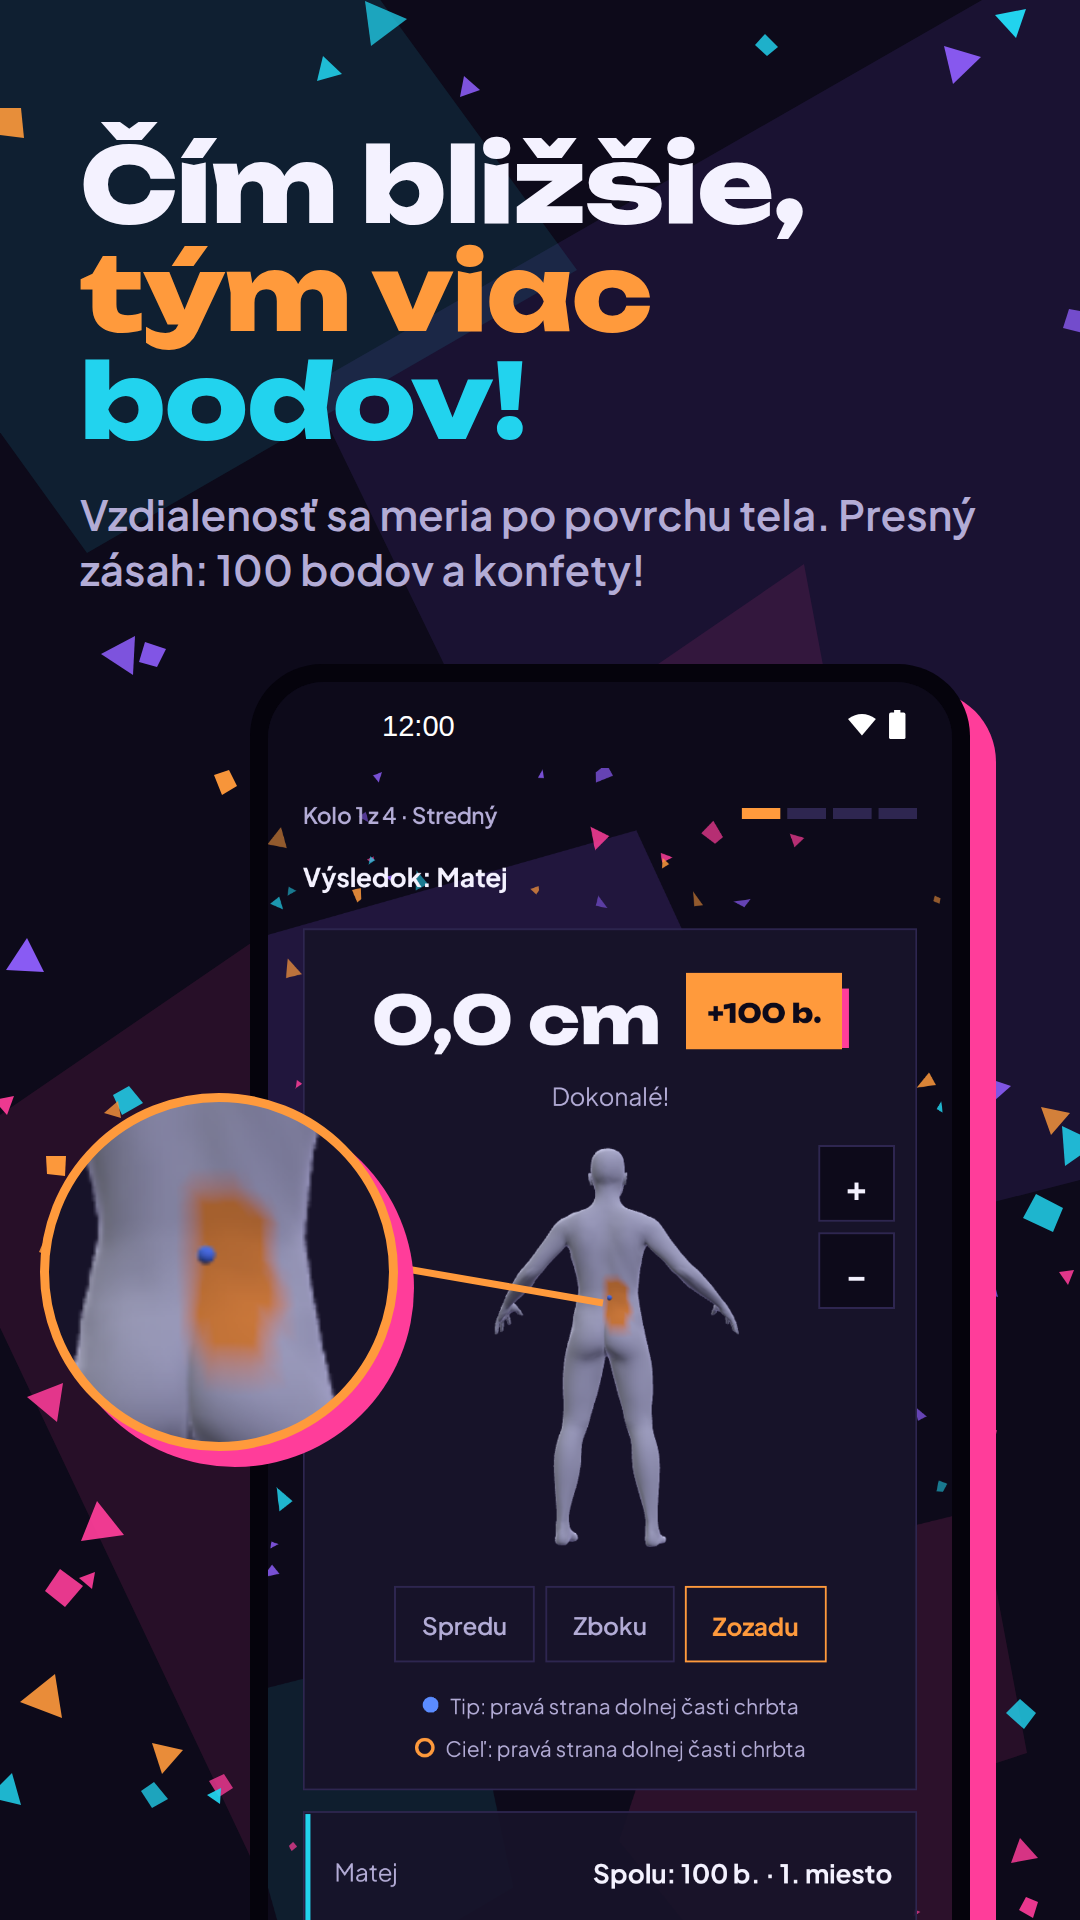 Čím bližšie,
tým viac
bodov!
Vzdialenosť sa meria po povrchu tela. Presný
zásah: 100 bodov a konfety!
12:00
Kolo 1 z 4 · Stredný
Výsledok: Matej
0,0 cm
+100 b.
Dokonalé!
+
−
Spredu
Zboku
Zozadu
Tip: pravá strana dolnej časti chrbta
Cieľ: pravá strana dolnej časti chrbta
Matej
Spolu: 100 b. · 1. miesto